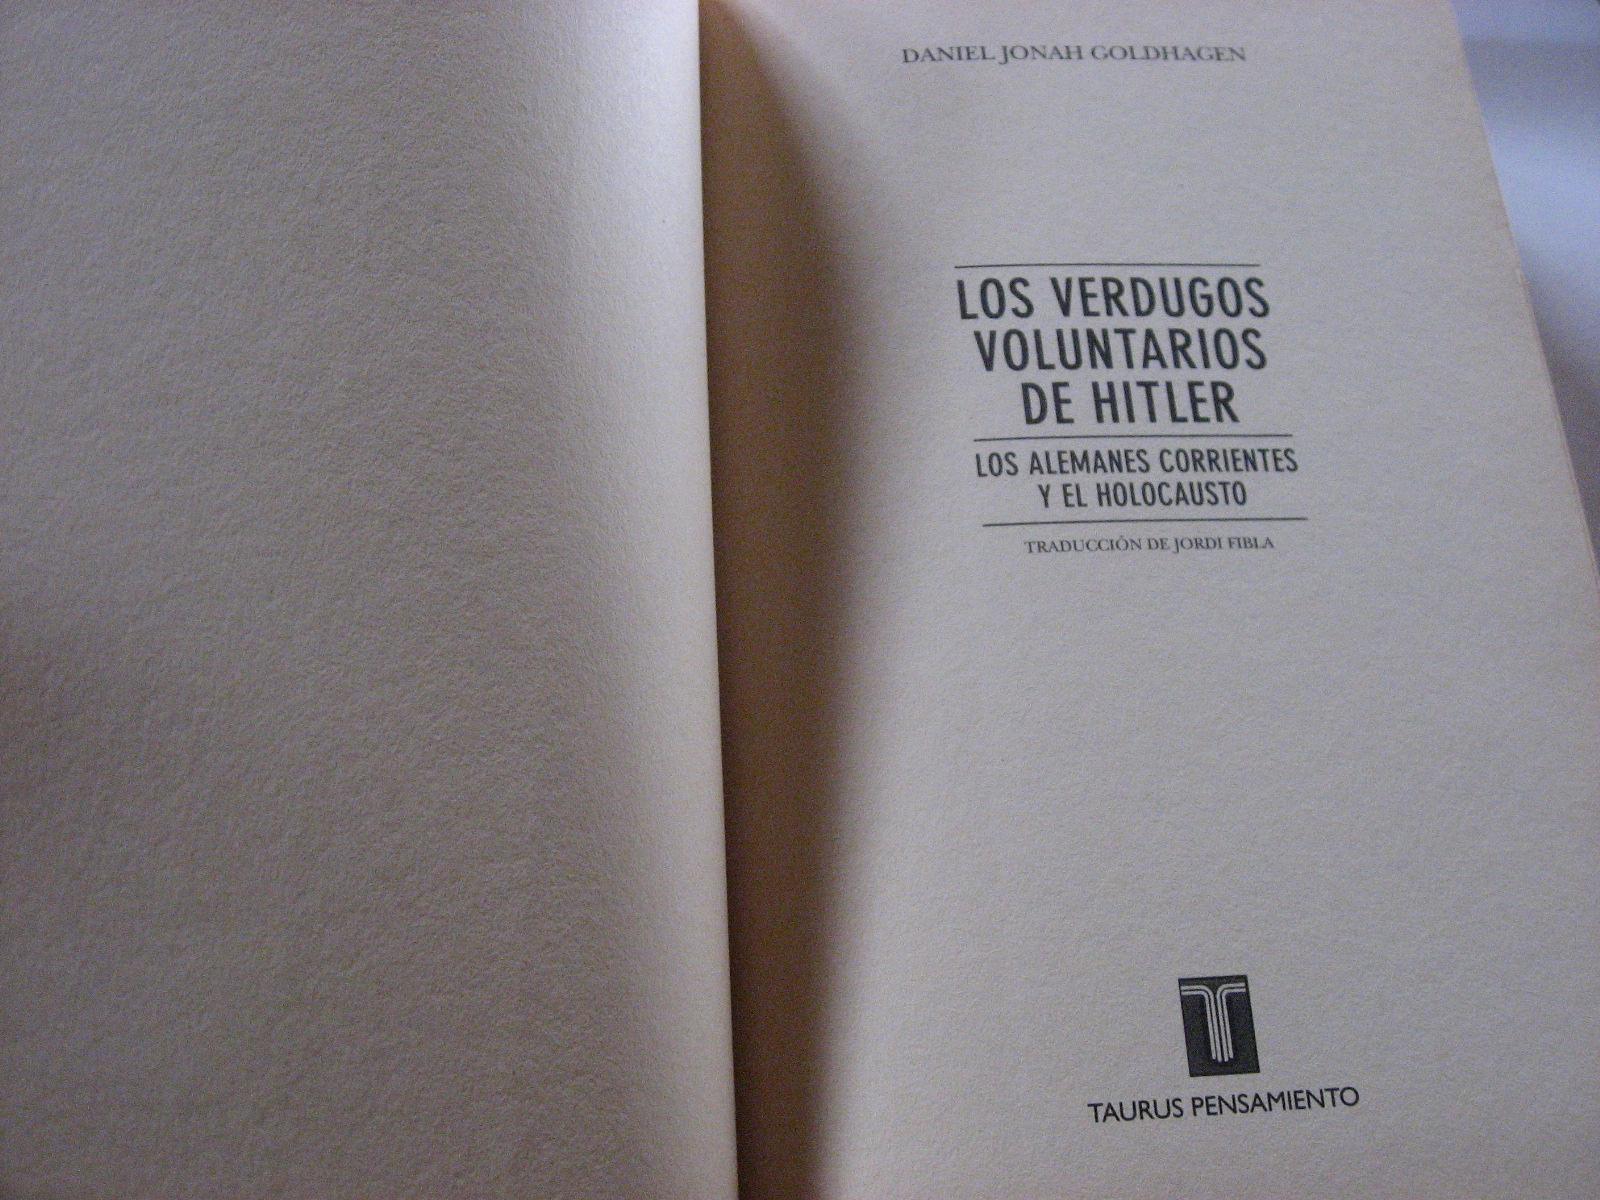 DANIEL JONAH GOLDHAGEN
LOS VERDUGOS
VOLUNTARIOS
DE HITLER
LOS ALEMANES CORRIENTES
Y EL HOLOCAUSTO
TRADUCCIÓN DE JORDI FIBLA
T
TAURUS PENSAMIENTO